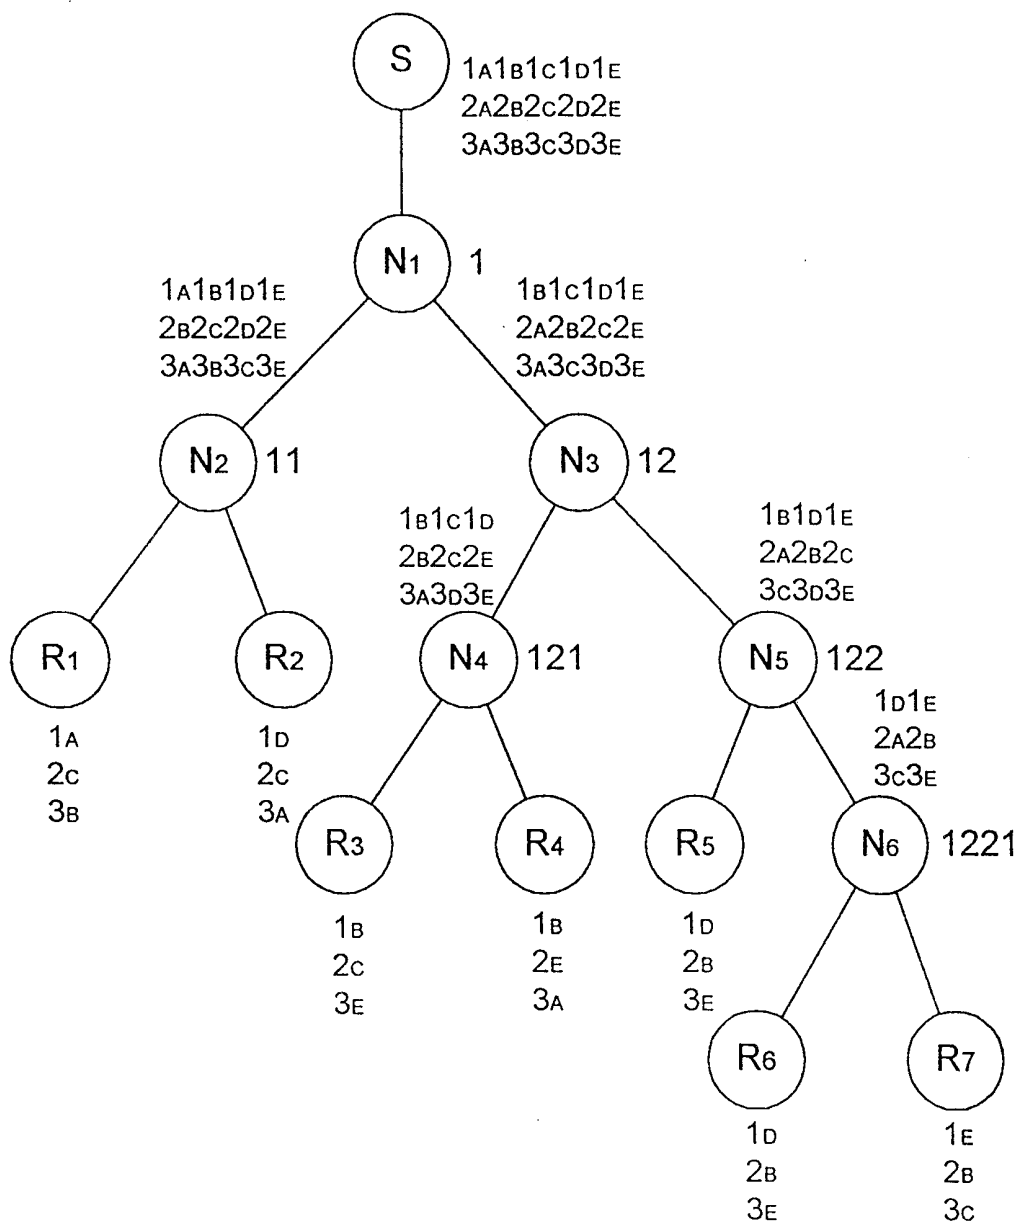 S
1A1B1C1D1E
2A2B2C2D2E
3A3B3C3D3E
N1 1
1A1B1D1E
2B2C2D2E
3A3B3C3E
1B1C1D1E
2A2B2C2E
3A3C3D3E
N2 11
N3 12
1B1C1D
2B2C2E
3A3D3E
1B1D1E
2A2B2C
3C3D3E
R1
R2
N4 121
N5 122
1A
2C
3B
1D
2C
3A
1D1E
2A2B
3C3E
R3
R4
R5
N6 1221
1B
2C
3E
1B
2E
3A
1D
2B
3E
R6
R7
1D
2B
3E
1E
2B
3C